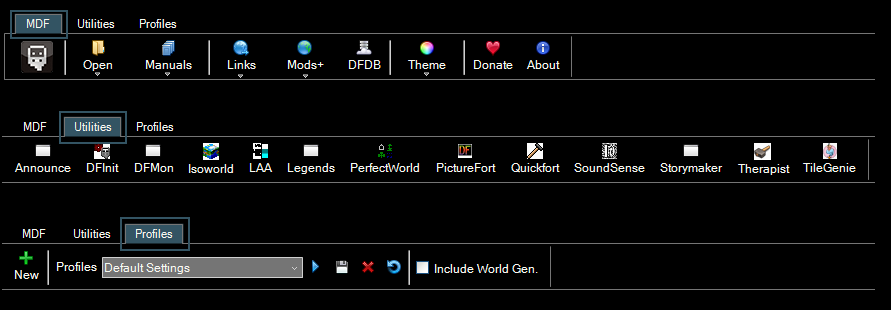 MDF Utilities Profiles
Open Manuals Links Mods+ DFDB Theme Donate About
MDF Utilities Profiles
Announce DFInit DFMon Isoworld LAA Legends PerfectWorld PictureFort Quickfort SoundSense Storymaker Therapist TileGenie
MDF Utilities Profiles
New Profiles Default Settings Include World Gen.